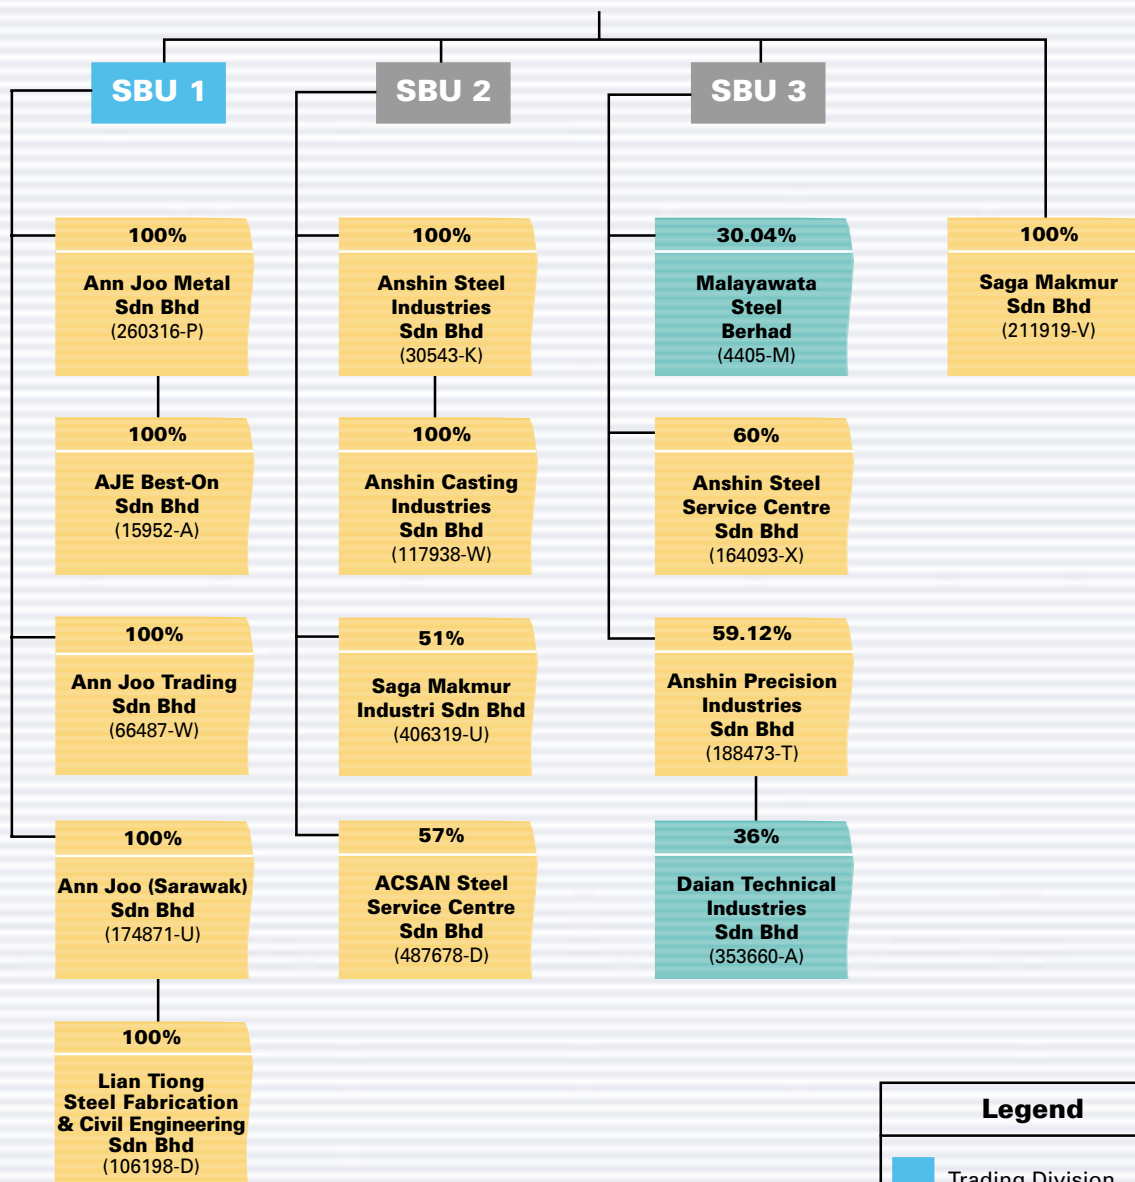 SBU 1
SBU 2
SBU 3
100%
Ann Joo Metal
Sdn Bhd
(260316-P)
100%
AJE Best-On
Sdn Bhd
(15952-A)
100%
Ann Joo Trading
Sdn Bhd
(66487-W)
100%
Ann Joo (Sarawak)
Sdn Bhd
(174871-U)
100%
Lian Tiong
Steel Fabrication
& Civil Engineering
Sdn Bhd
(106198-D)
100%
Anshin Steel
Industries
Sdn Bhd
(30543-K)
100%
Anshin Casting
Industries
Sdn Bhd
(117938-W)
51%
Saga Makmur
Industri Sdn Bhd
(406319-U)
57%
ACSAN Steel
Service Centre
Sdn Bhd
(487678-D)
30.04%
Malayawata
Steel
Berhad
(4405-M)
60%
Anshin Steel
Service Centre
Sdn Bhd
(164093-X)
59.12%
Anshin Precision
Industries
Sdn Bhd
(188473-T)
36%
Daian Technical
Industries
Sdn Bhd
(353660-A)
100%
Saga Makmur
Sdn Bhd
(211919-V)
Legend
Trading Division